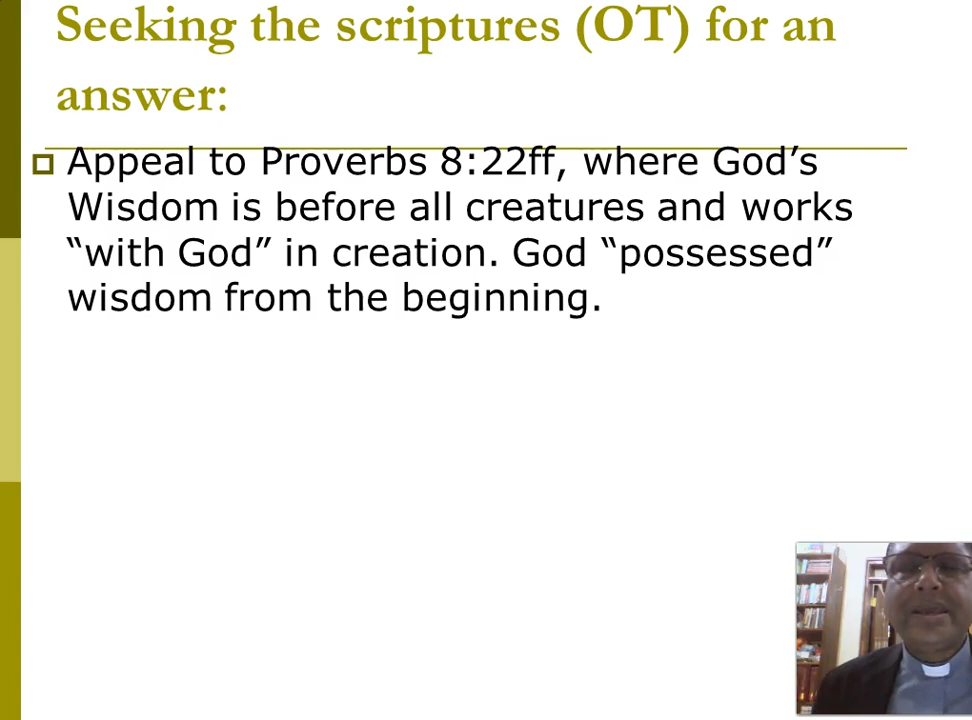 Seeking the scriptures (OT) for an
answer:
Appeal to Proverbs 8:22ff, where God’s
Wisdom is before all creatures and works
“with God” in creation. God “possessed”
wisdom from the beginning.